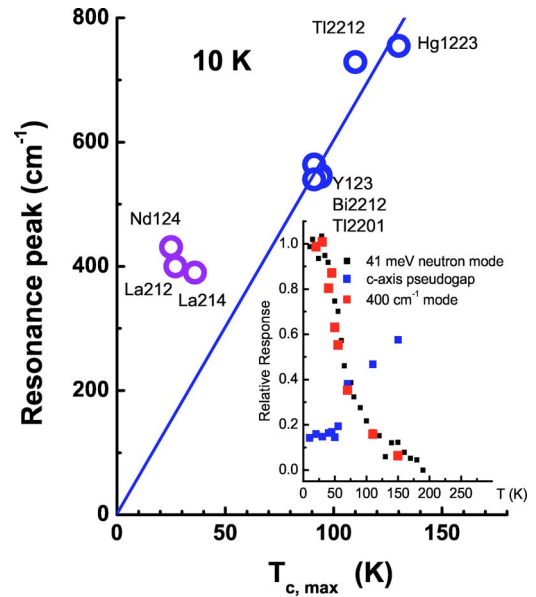 800
600
400
200
0
Resonance peak (cm⁻¹)
10 K
Tl2212
Hg1223
Y123
Bi2212
Tl2201
Nd124
La212
La214
1.0
0.8
0.6
0.4
0.2
0.0
Relative Response
41 meV neutron mode
c-axis pseudogap
400 cm⁻¹ mode
0 50 100 150 200 250 T (K)
0 50 100 150
T_c, max (K)